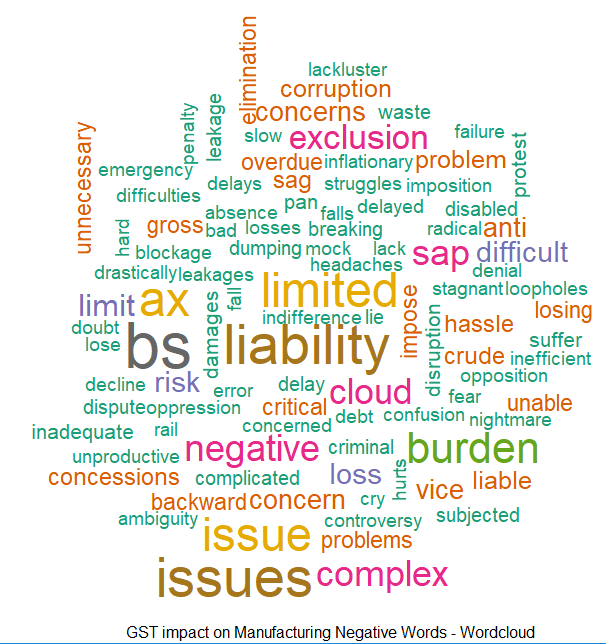 lackluster
elimination
corruption
penalty
leakage
concerns waste
slow exclusion failure
unnecessary
overdue inflationary problem protest
emergency
sag struggles imposition
difficulties delays
pan
absence falls delayed disabled
hard gross bad losses breaking radical anti
blockage dumping mock lack sap difficult
headaches denial
drastically leakages
ax limited stagnant loopholes
limit fall
damages indifference lie impose losing
doubt hassle
bs liability disruption suffer
lose crude inefficient
decline risk error delay cloud opposition
fear
dispute oppression critical debt confusion unable
concerned nightmare
inadequate rail
negative criminal burden
unproductive
concessions complicated loss hurts vice liable
backward concern cry
ambiguity issue controversy subjected
problems
issues complex
GST impact on Manufacturing Negative Words - Wordcloud